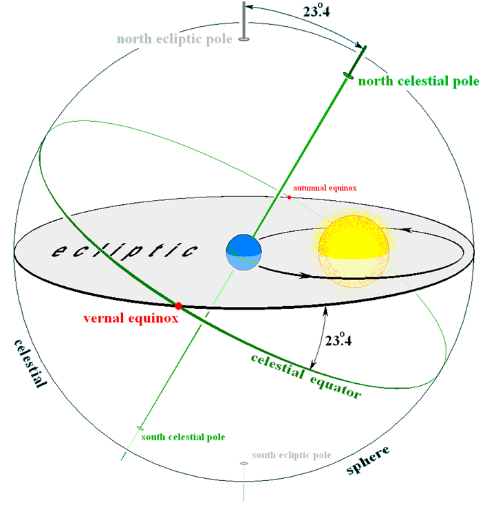 23.°4
north ecliptic pole
north celestial pole
autumnal equinox
ecliptic
vernal equinox
23.°4
celestial equator
celestial
south celestial pole
south ecliptic pole
sphere